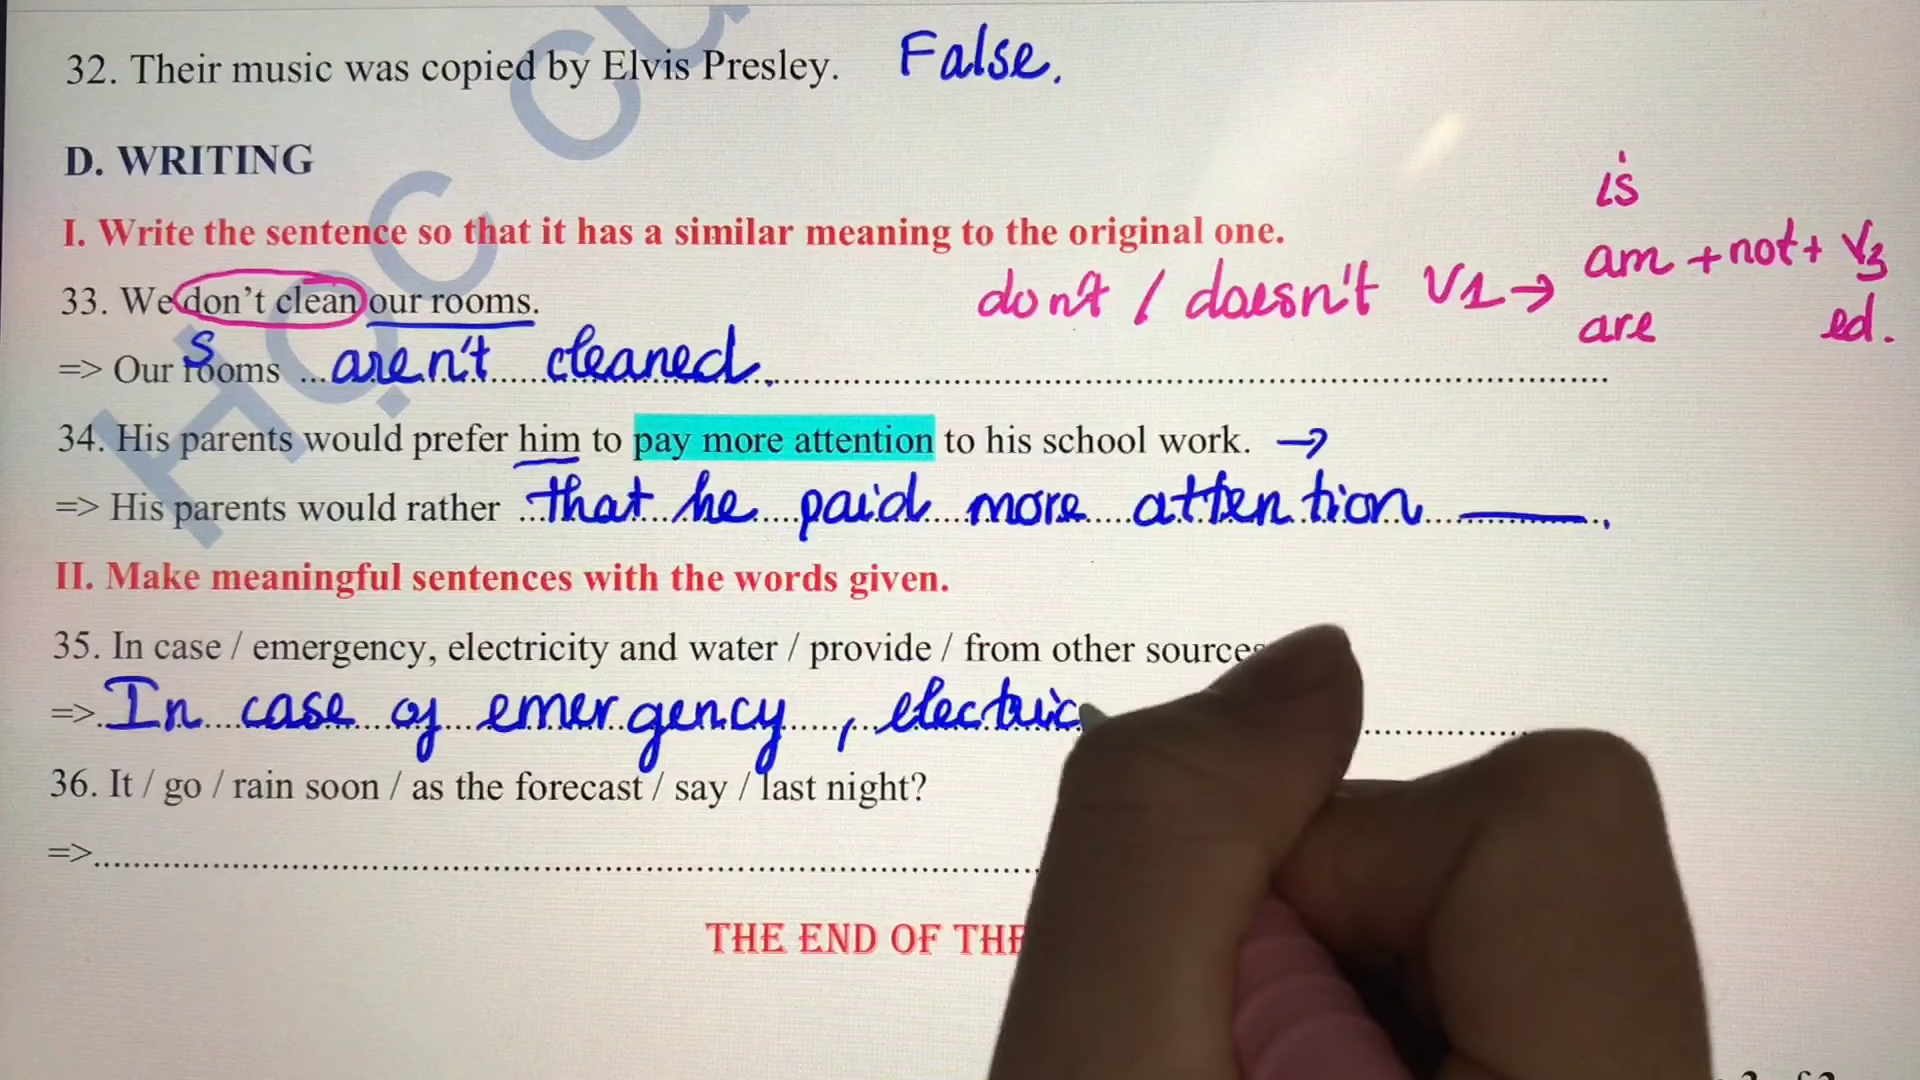 32. Their music was copied by Elvis Presley. False.
D. WRITING
I. Write the sentence so that it has a similar meaning to the original one.
is
am + not + V3
are ed.
33. We don't clean our rooms. don't / doesn't V1 →
S
=> Our rooms ... aren't cleaned.
34. His parents would prefer him to pay more attention to his school work. →
=> His parents would rather that he paid more attention ____.
II. Make meaningful sentences with the words given.
35. In case / emergency, electricity and water / provide / from other sources
=> In case of emergency, electric
36. It / go / rain soon / as the forecast / say / last night?
=>
THE END OF THE
Học